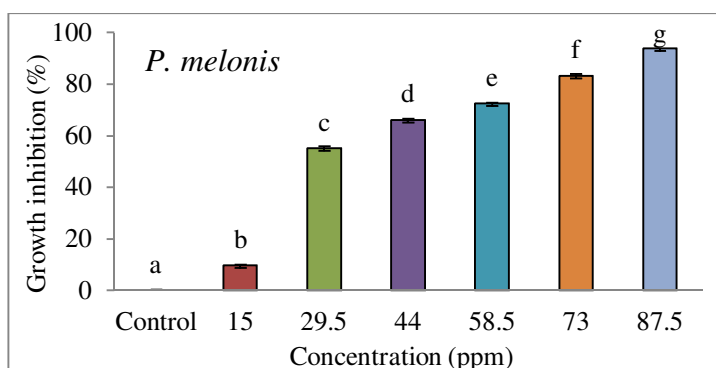 P. melonis
Growth inhibition (%)
100
80
60
40
20
0
a
b
c
d
e
f
g
Control 15 29.5 44 58.5 73 87.5
Concentration (ppm)